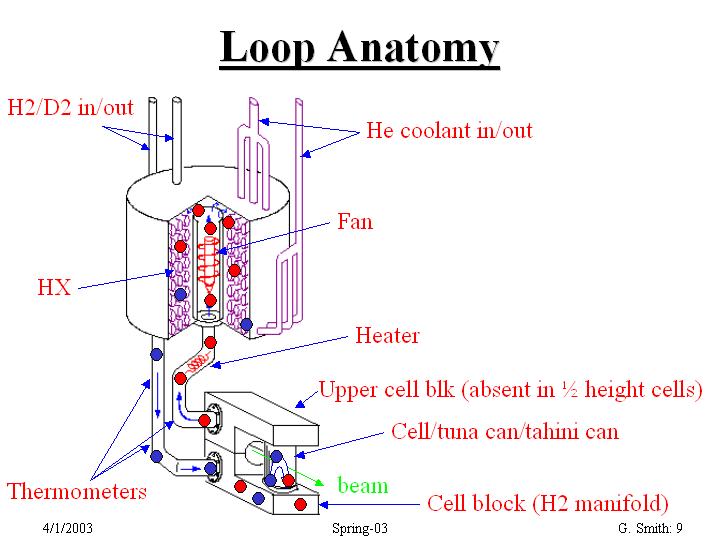 Loop Anatomy
H2/D2 in/out
He coolant in/out
Fan
HX
Heater
Upper cell blk (absent in ½ height cells)
Cell/tuna can/tahini can
beam
Thermometers
Cell block (H2 manifold)
4/1/2003
Spring-03
G. Smith: 9